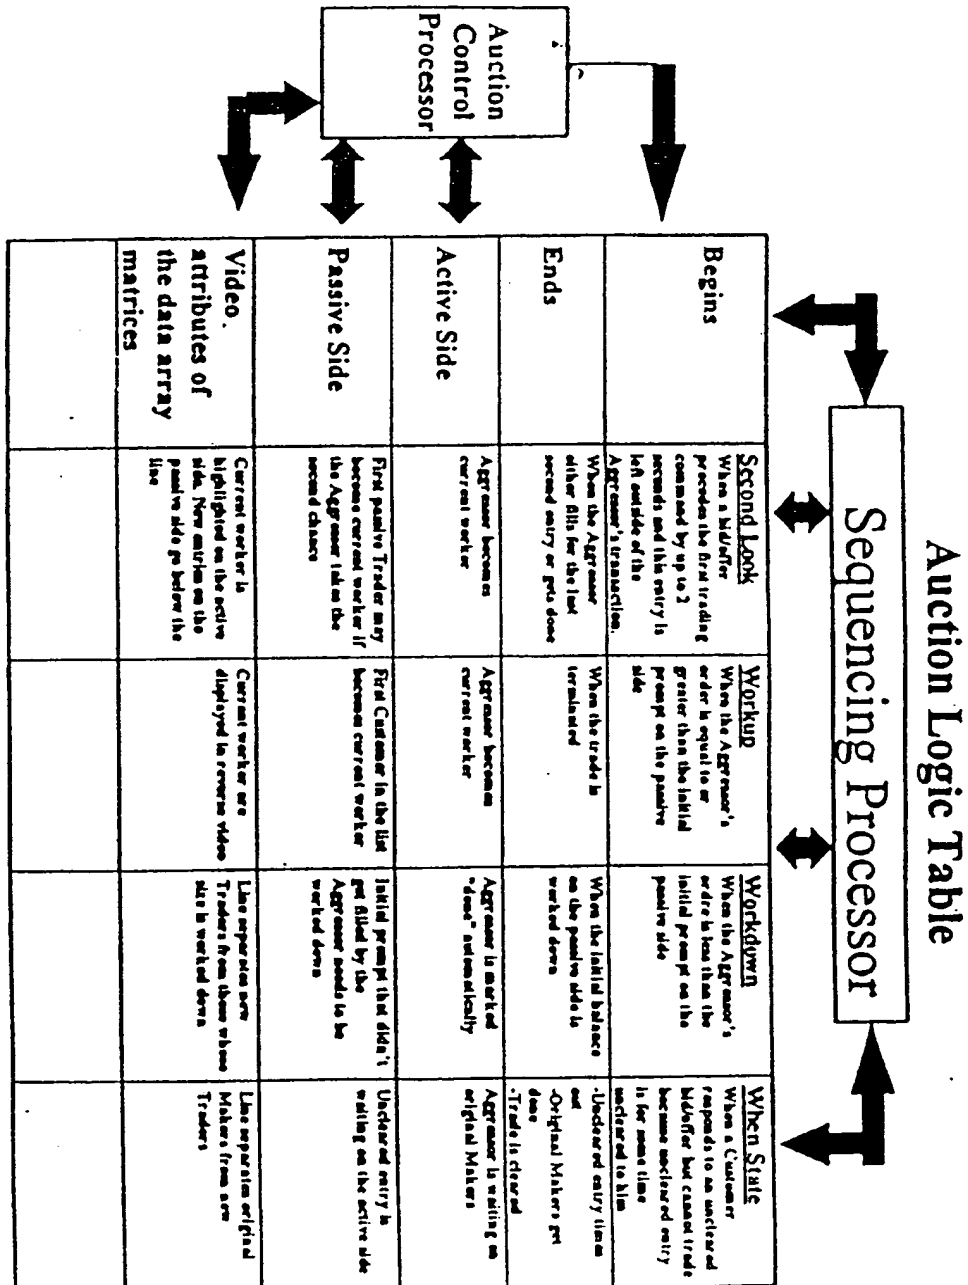 Auction Logic Table
Sequencing Processor
Auction
Control
Processor
Second Look
Workup
Workdown
When State
Begins
When a bid/offer
precedes the first trading
command by up to 2
seconds and this entry is
left outside of the
Aggressor's transaction.
When the Aggressor's
order is equal to or
greater than the initial
prompt on the passive
side
When the Aggressor's
ordre is less than the
initial prompt on the
passive side
When a Customer
responds to an uncleared
bid/offer but cannot trade
because uncleared entry
is for some time
uncleared to him
Ends
When the Aggressor
either fills for the last
second entry or gets done
When the trade is
terminated
When the initial balance
on the passive side is
worked down
-Uncleared entry times
out
-Original Makers get
done
-Trade is cleared
Active Side
Aggressor becomes
current worker
Aggressor becomes
current worker
Aggressor is marked
"done" automatically
Aggressor is waiting on
original Makers
Passive Side
First passive Trader may
become current worker if
the Aggressor takes the
second chance
First Customer in the list
becomes current worker
Initial prompt that didn't
get filled by the
Aggressor needs to be
worked down
Uncleared entry is
waiting on the active side
Video.
attributes of
the data array
matrices
Current worker is
highlighted on the active
side. New entries on the
passive side go below the
line
Current worker are
displayed in reverse video
Line separates new
Traders from those whose
size is worked down
Line separates original
Makers from new
Traders